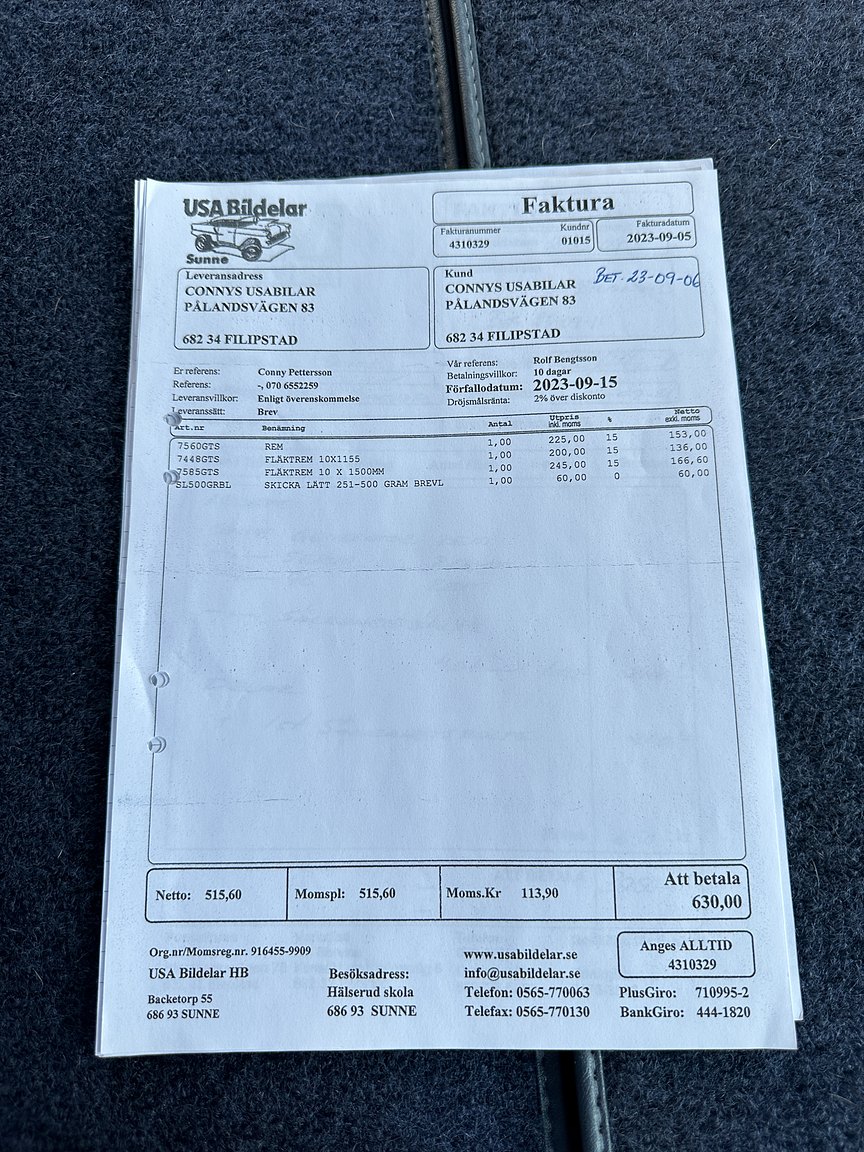 USA Bildelar
Sunne
Faktura
Fakturanummer Kundnr Fakturadatum
4310329 01015 2023-09-05
Leveransadress
CONNYS USABILAR
PÅLANDSVÄGEN 83
682 34 FILIPSTAD
Kund
CONNYS USABILAR
PÅLANDSVÄGEN 83
682 34 FILIPSTAD
BET. 23-09-06
Er referens: Conny Pettersson
Referens: -, 070 6552259
Leveransvillkor: Enligt överenskommelse
Leveranssätt: Brev
Vår referens: Rolf Bengtsson
Betalningsvillkor: 10 dagar
Förfallodatum: 2023-09-15
Dröjsmålsränta: 2% över diskonto
Art.nr Benämning Antal Utpris inkl. moms % Netto exkl. moms
7560GTS REM 1,00 225,00 15 153,00
7448GTS FLÄKTREM 10X1155 1,00 200,00 15 136,00
7585GTS FLÄKTREM 10 X 1500MM 1,00 245,00 15 166,60
SL500GRBL SKICKA LÄTT 251-500 GRAM BREVL 1,00 60,00 0 60,00
Netto: 515,60 Momspl: 515,60 Moms.Kr 113,90 Att betala
630,00
Org.nr/Momsreg.nr. 916455-9909
USA Bildelar HB
Backetorp 55
686 93 SUNNE
Besöksadress:
Hälserud skola
686 93 SUNNE
www.usabildelar.se
info@usabildelar.se
Telefon: 0565-770063
Telefax: 0565-770130
Anges ALLTID
4310329
PlusGiro: 710995-2
BankGiro: 444-1820